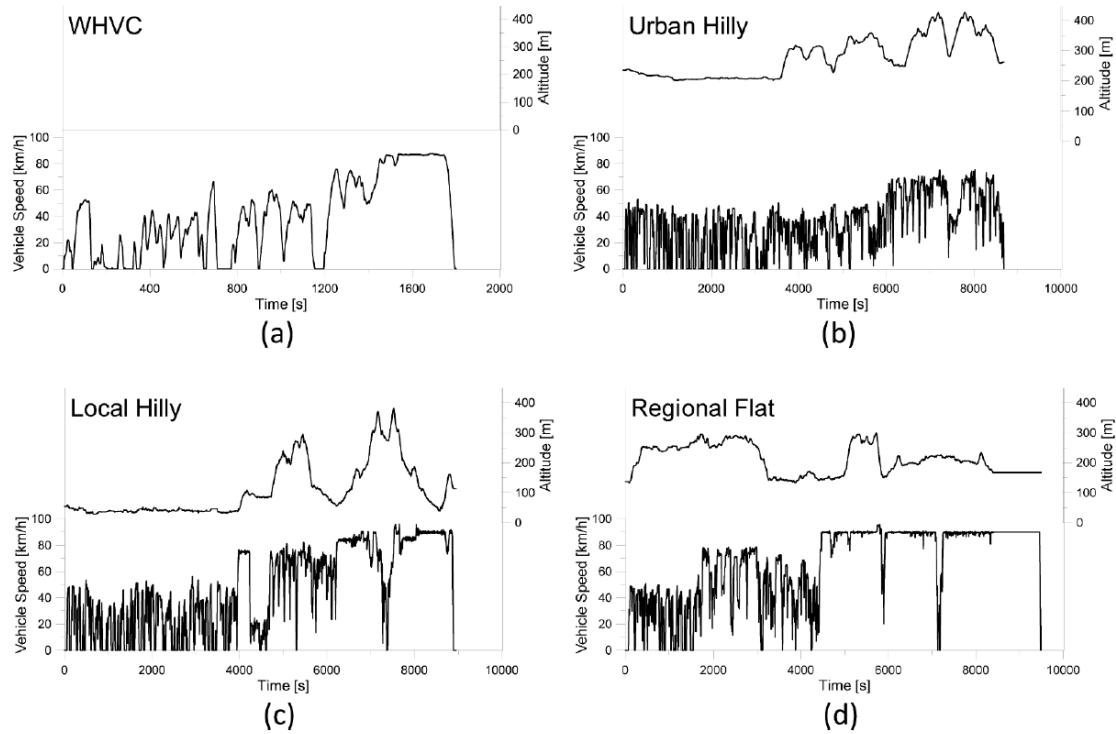 WHVC
400
300
200
100
0
Altitude [m]
100
80
60
40
20
0
Vehicle Speed [km/h]
0 400 800 1200 1600 2000
Time [s]
(a)
Urban Hilly
400
300
200
100
0
Altitude [m]
100
80
60
40
20
0
Vehicle Speed [km/h]
0 2000 4000 6000 8000 10000
Time [s]
(b)
Local Hilly
400
300
200
100
0
Altitude [m]
100
80
60
40
20
0
Vehicle Speed [km/h]
0 2000 4000 6000 8000 10000
Time [s]
(c)
Regional Flat
400
300
200
100
0
Altitude [m]
100
80
60
40
20
0
Vehicle Speed [km/h]
0 2000 4000 6000 8000 10000
Time [s]
(d)